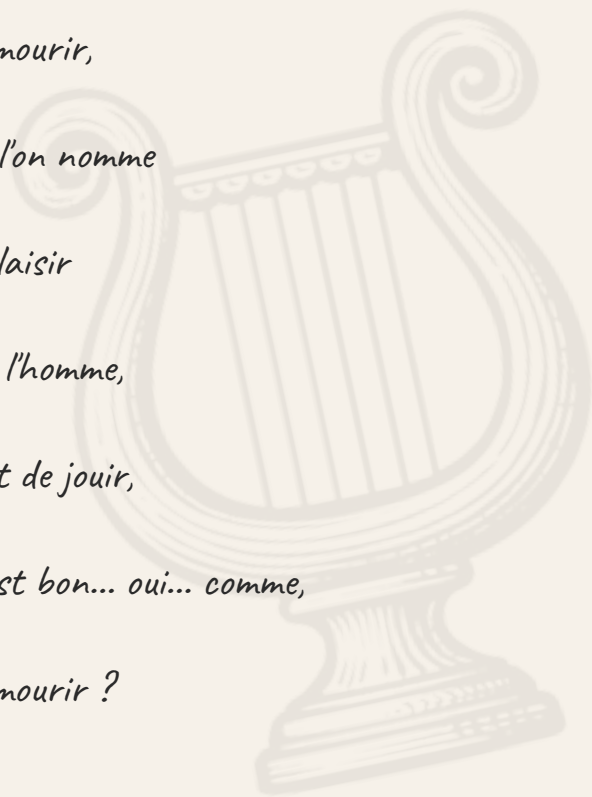 mourir,
l'on nomme
laisir
l'homme,
t de jouir,
st bon... oui... comme,
mourir ?